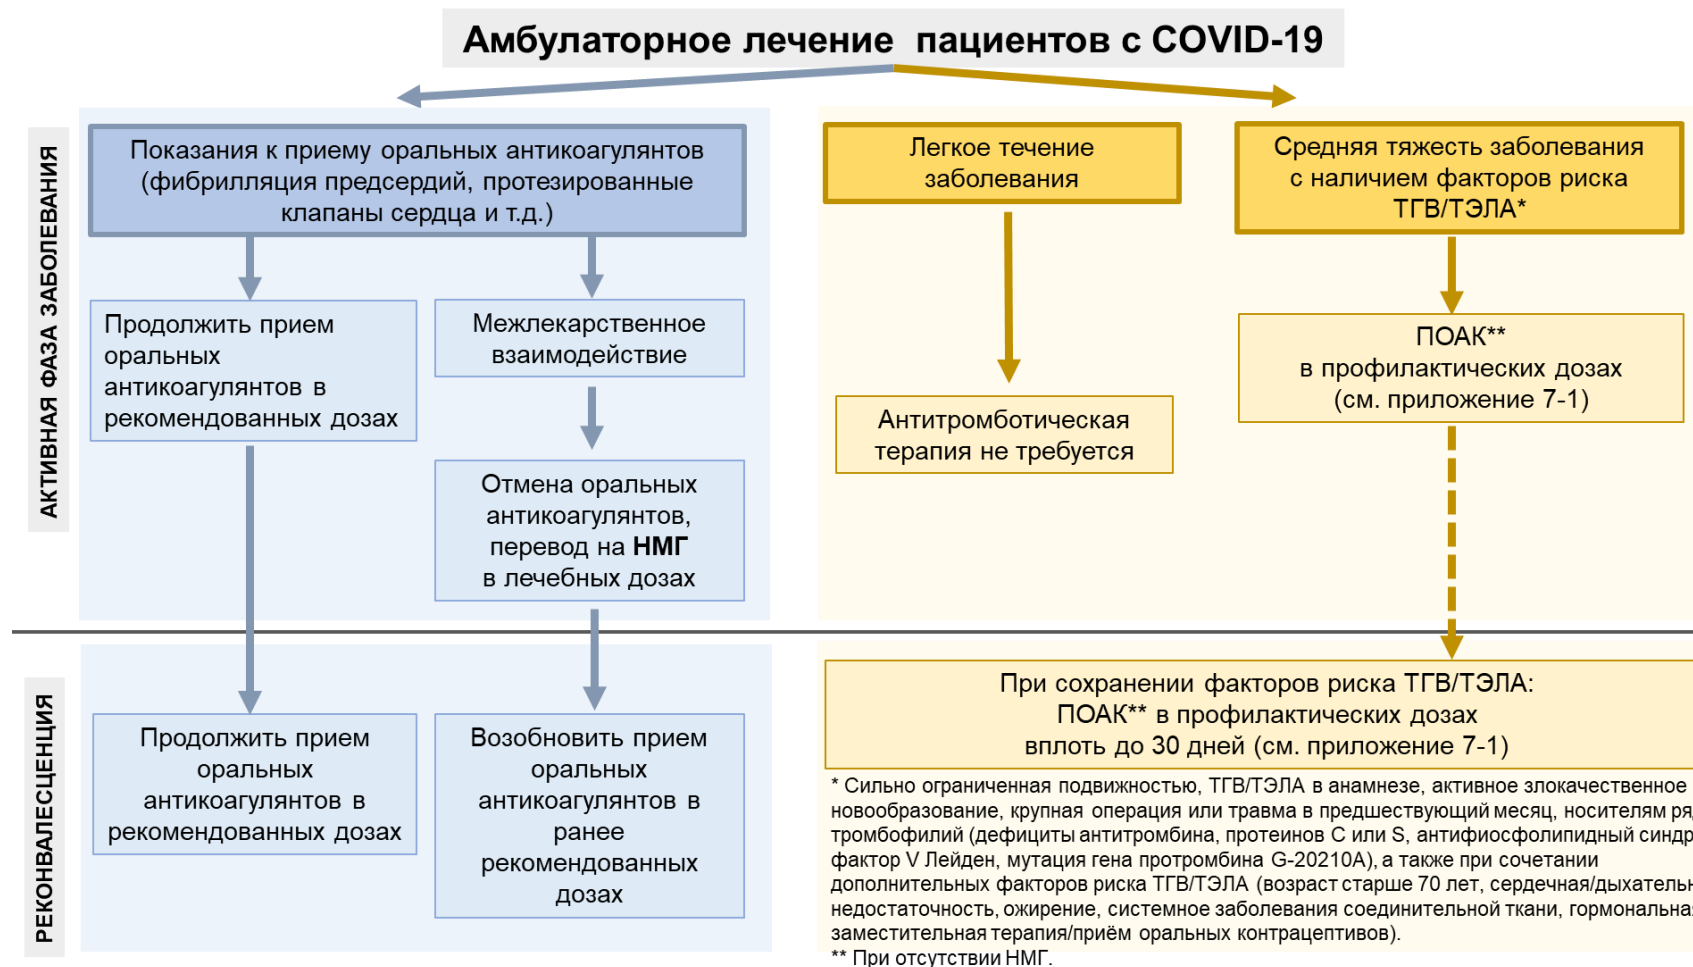 Амбулаторное лечение пациентов с COVID-19
АКТИВНАЯ ФАЗА ЗАБОЛЕВАНИЯ
Показания к приему оральных антикоагулянтов
(фибрилляция предсердий, протезированные
клапаны сердца и т.д.)
Продолжить прием
оральных
антикоагулянтов в
рекомендованных дозах
Межлекарственное
взаимодействие
Отмена оральных
антикоагулянтов,
перевод на НМГ
в лечебных дозах
Легкое течение
заболевания
Антитромботическая
терапия не требуется
Средняя тяжесть заболевания
с наличием факторов риска
ТГВ/ТЭЛА*
ПОАК**
в профилактических дозах
(см. приложение 7-1)
РЕКОНВАЛЕСЦЕНЦИЯ
Продолжить прием
оральных
антикоагулянтов в
рекомендованных дозах
Возобновить прием
оральных
антикоагулянтов в
ранее
рекомендованных
дозах
При сохранении факторов риска ТГВ/ТЭЛА:
ПОАК** в профилактических дозах
вплоть до 30 дней (см. приложение 7-1)
* Сильно ограниченная подвижностью, ТГВ/ТЭЛА в анамнезе, активное злокачественное
новообразование, крупная операция или травма в предшествующий месяц, носителям
тромбофилий (дефициты антитромбина, протеинов С или S, антифиосфолипидный
фактор V Лейден, мутация гена протромбина G-20210A), а также при сочетании
дополнительных факторов риска ТГВ/ТЭЛА (возраст старше 70 лет, сердечная/
недостаточность, ожирение, системное заболевания соединительной ткани,
заместительная терапия/приём оральных контрацептивов).
** При отсутствии НМГ.